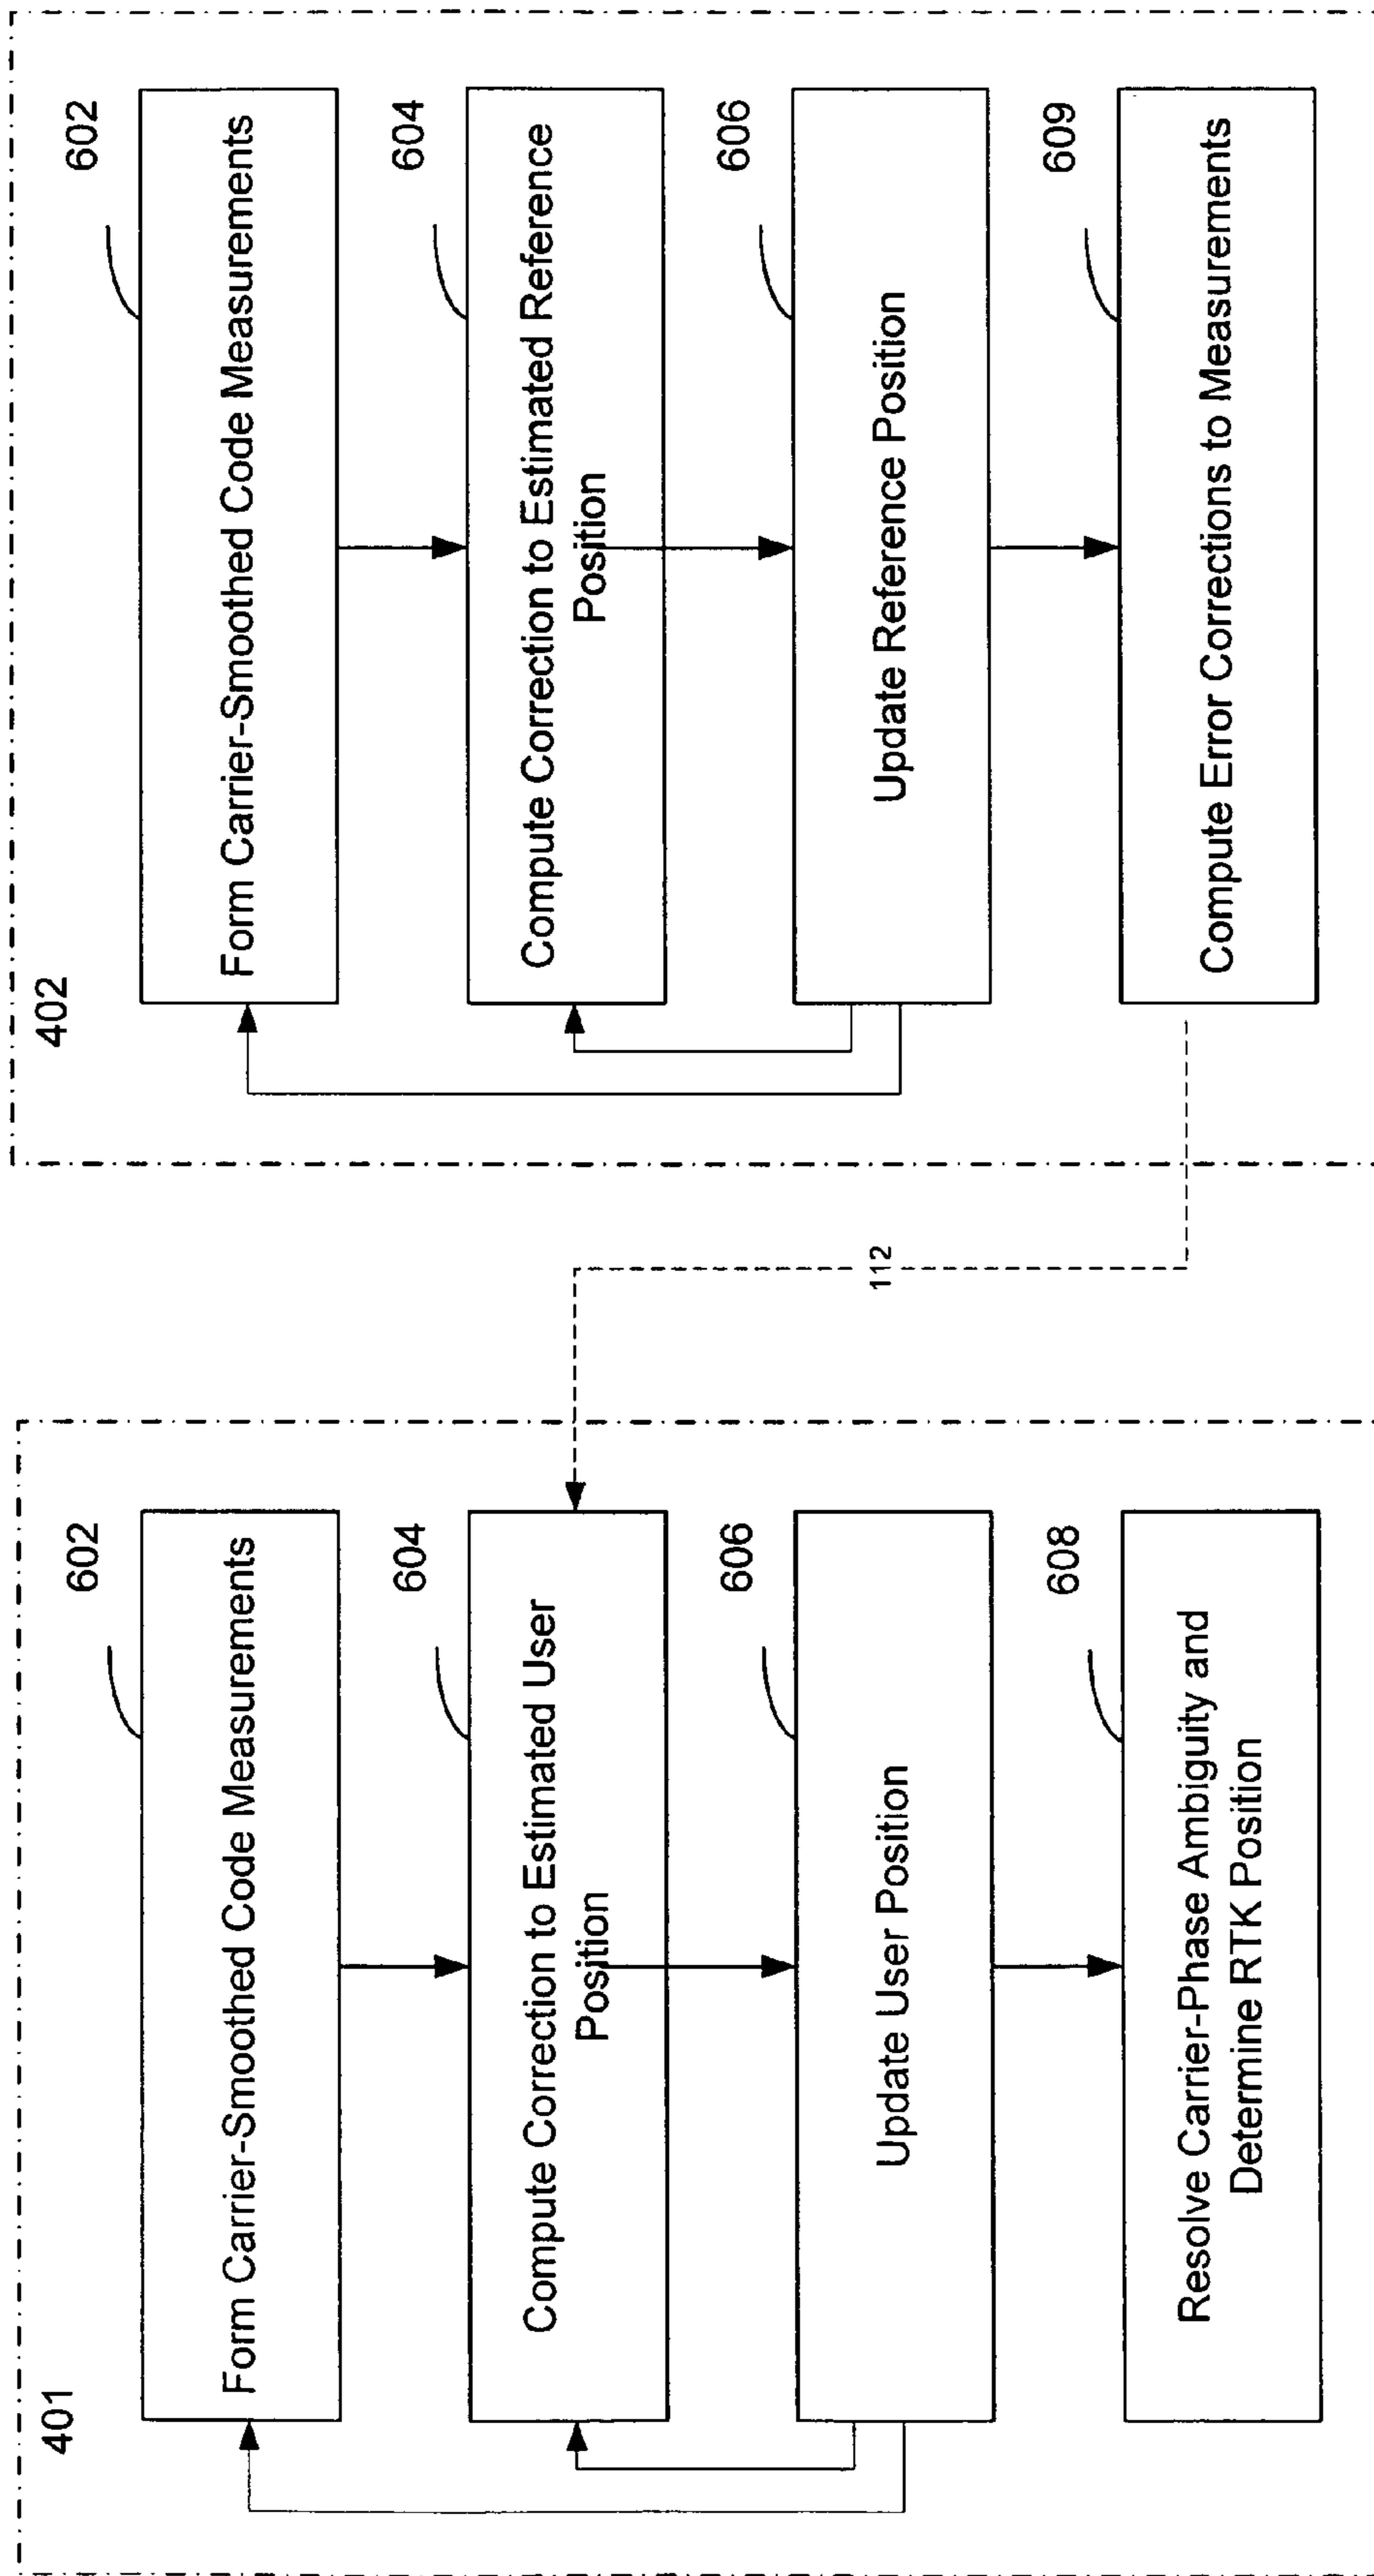 401
602
Form Carrier-Smoothed Code Measurements
604
Compute Correction to Estimated User
Position
606
Update User Position
608
Resolve Carrier-Phase Ambiguity and
Determine RTK Position
112
402
602
Form Carrier-Smoothed Code Measurements
604
Compute Correction to Estimated Reference
Position
606
Update Reference Position
609
Compute Error Corrections to Measurements